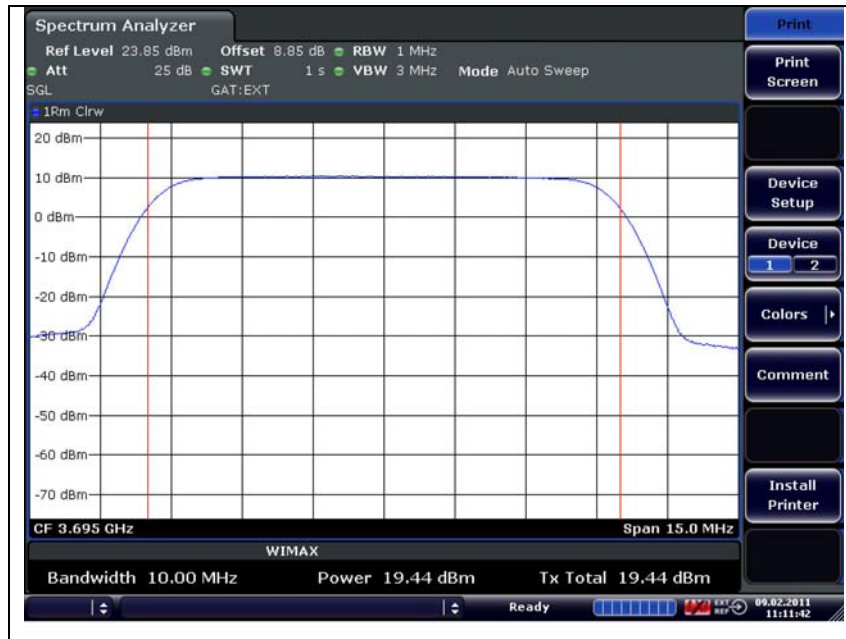 Spectrum Analyzer
Ref Level 23.85 dBm Offset 8.85 dB RBW 1 MHz
Att 25 dB SWT 1 s VBW 3 MHz Mode Auto Sweep
SGL GAT:EXT
1Rm Clrw
20 dBm
10 dBm
0 dBm
-10 dBm
-20 dBm
-30 dBm
-40 dBm
-50 dBm
-60 dBm
-70 dBm
CF 3.695 GHz Span 15.0 MHz
WIMAX
Bandwidth 10.00 MHz Power 19.44 dBm Tx Total 19.44 dBm
Ready EXT REF 09.02.2011 11:11:42
Print
Print Screen
Device Setup
Device
1 2
Colors
Comment
Install Printer